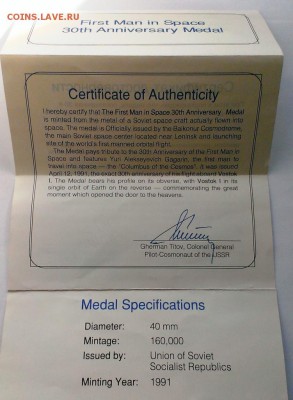 COINS.ЛАVЕ.RU
First Man in Space
30th Anniversary Medal
Certificate of Authenticity
I hereby certify that The First Man in Space 30th Anniversary Medal
is minted from the metal of a Soviet space craft actually flown into
space. The medal is Officially issued by the Baikonur Cosmodrome,
the main Soviet space center located near Leninsk and launching
site of the world's first manned orbital flight.
The Medal pays tribute to the 30th Anniversary of the First Man in
Space and features Yuri Alekseyevich Gagarin, the first man to
travel into space — the "Columbus of the Cosmos". It was issued
April 12, 1991, the exact 30th anniversary of the flight aboard Vostok
I. The Medal bears his profile on its obverse, with Vostok I in its
single orbit of Earth on the reverse — commemorating the great
moment which opened the door to the heavens.
Gherman Titov, Colonel General
Pilot-Cosmonaut of the USSR
Medal Specifications
Diameter: 40 mm
Mintage: 160,000
Issued by: Union of Soviet
Socialist Republics
Minting Year: 1991